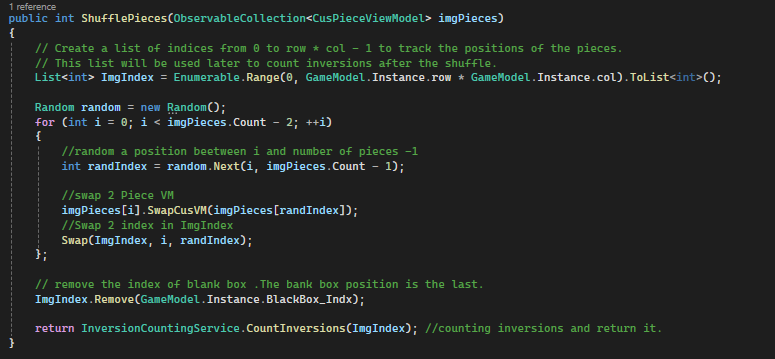 1 reference
public int ShufflePieces(ObservableCollection<CusPieceViewModel> imgPieces)
{
// Create a list of indices from 0 to row * col - 1 to track the positions of the pieces.
// This list will be used later to count inversions after the shuffle.
List<int> ImgIndex = Enumerable.Range(0, GameModel.Instance.row * GameModel.Instance.col).ToList<int>();
Random random = new Random();
for (int i = 0; i < imgPieces.Count - 2; ++i)
{
//random a position beetween i and number of pieces -1
int randIndex = random.Next(i, imgPieces.Count - 1);
//swap 2 Piece VM
imgPieces[i].SwapCusVM(imgPieces[randIndex]);
//Swap 2 index in ImgIndex
Swap(ImgIndex, i, randIndex);
};
// remove the index of blank box .The bank box position is the last.
ImgIndex.Remove(GameModel.Instance.BlackBox_Indx);
return InversionCountingService.CountInversions(ImgIndex); //counting inversions and return it.
}